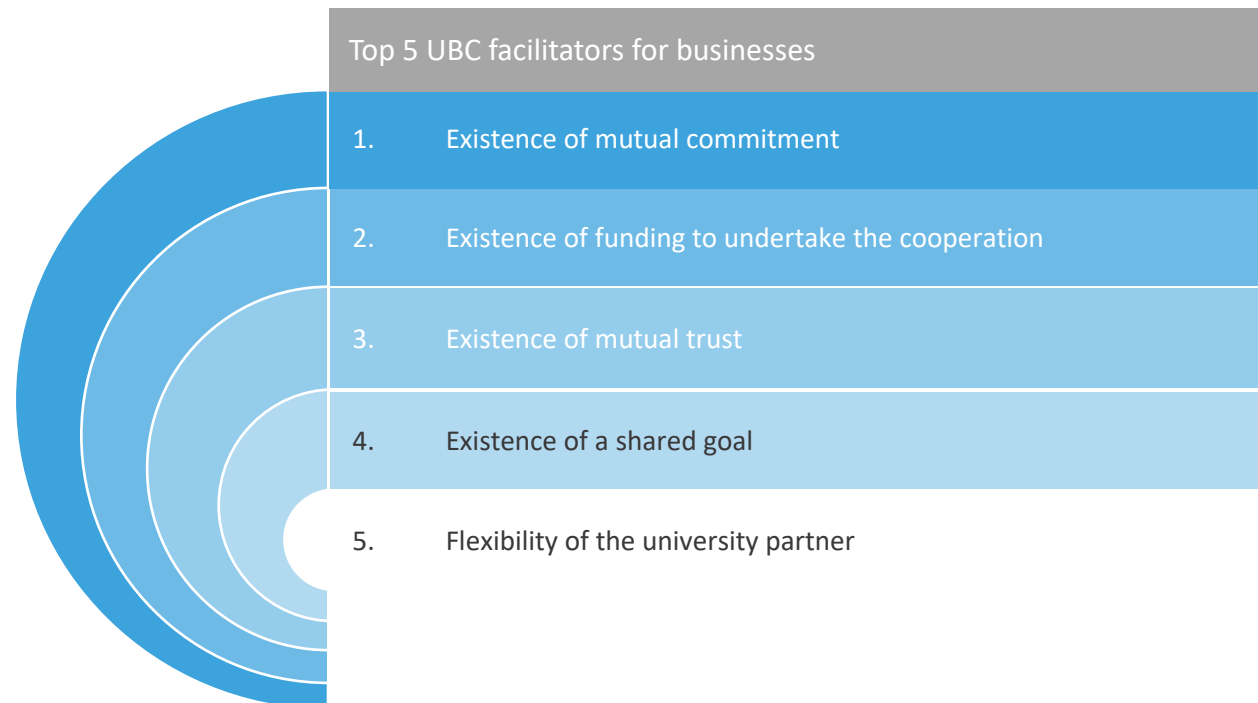 Top 5 UBC facilitators for businesses
1. Existence of mutual commitment
2. Existence of funding to undertake the cooperation
3. Existence of mutual trust
4. Existence of a shared goal
5. Flexibility of the university partner